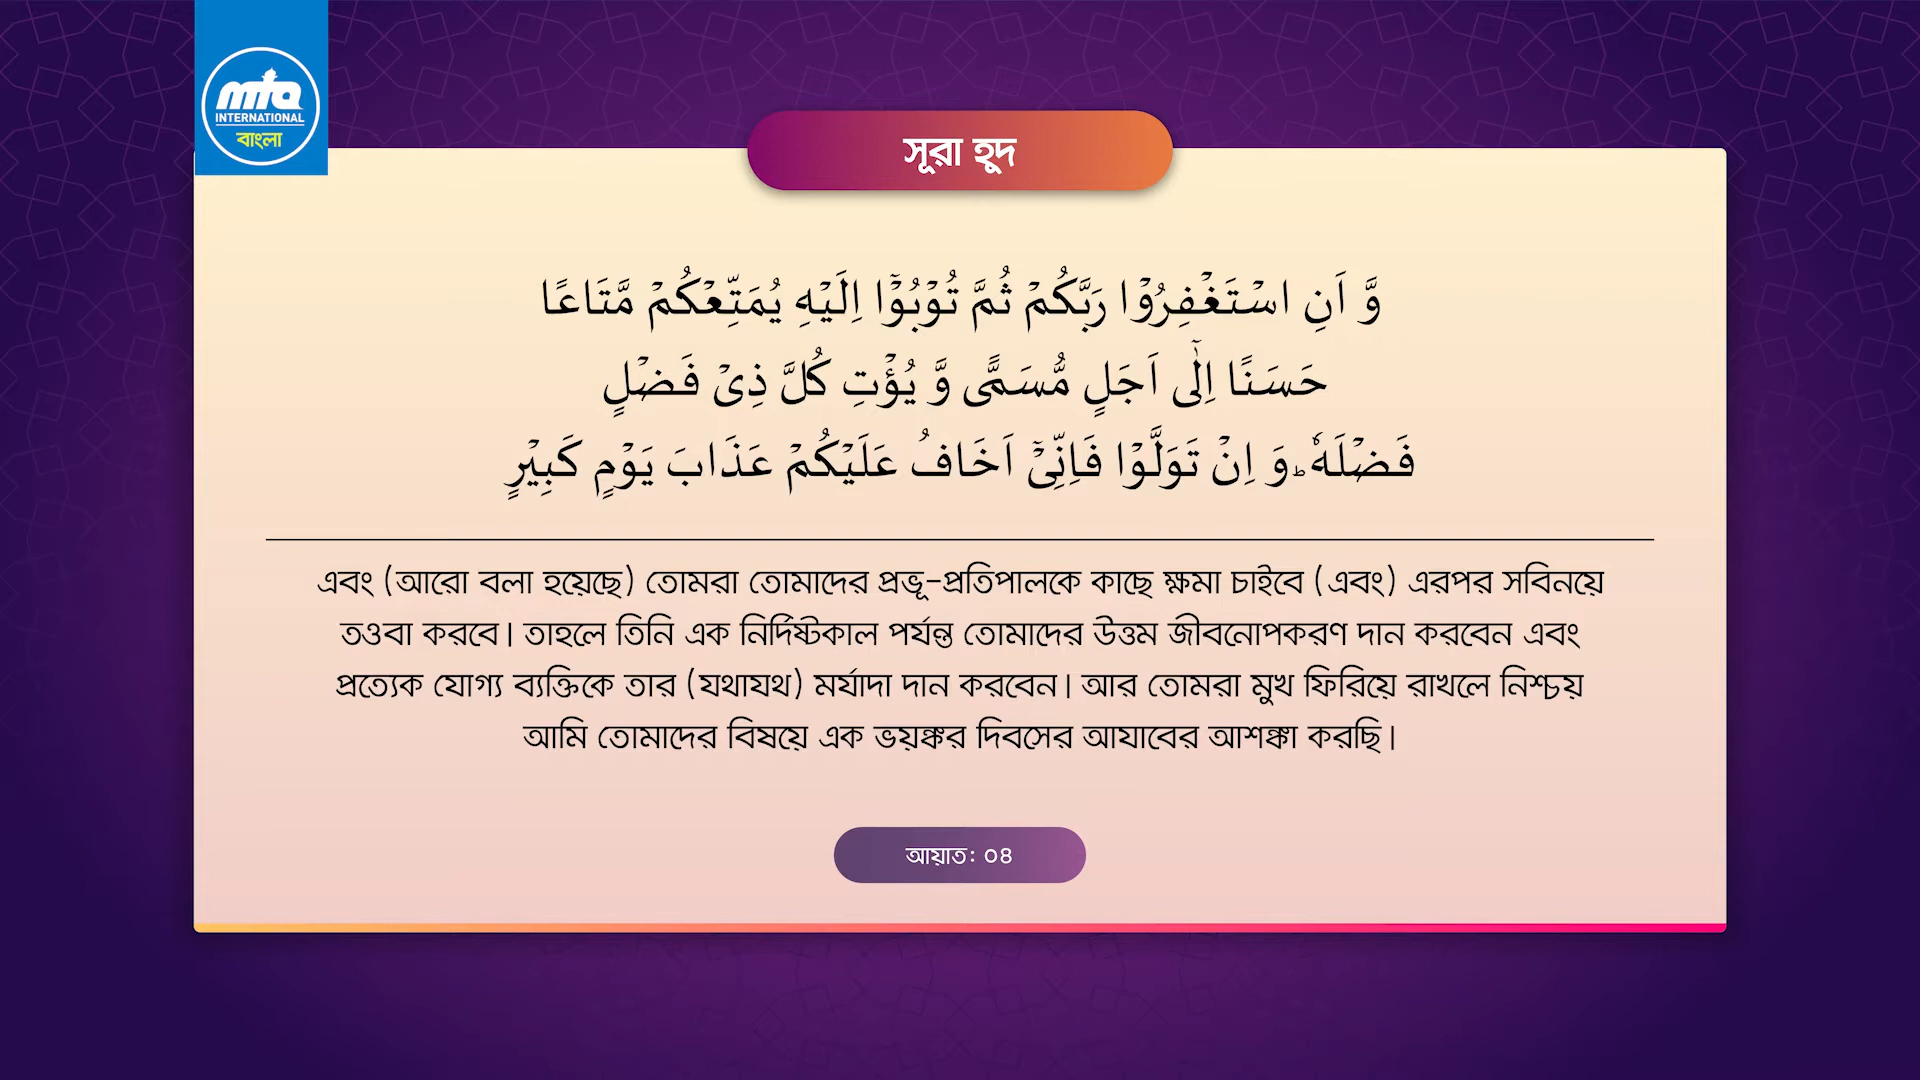 mta
INTERNATIONAL
বাংলা
সূরা হূদ
وَّ اَنِ اسْتَغْفِرُوْا رَبَّكُمْ ثُمَّ تُوْبُوْٓا اِلَيْهِ يُمَتِّعْكُمْ مَّتَاعًا
حَسَنًا اِلٰٓى اَجَلٍ مُّسَمًّى وَّ يُؤْتِ كُلَّ ذِيْ فَضْلٍ
فَضْلَهٗ ؕ وَ اِنْ تَوَلَّوْا فَاِنِّيْٓ اَخَافُ عَلَيْكُمْ عَذَابَ يَوْمٍ كَبِيْرٍ
এবং (আরো বলা হয়েছে) তোমরা তোমাদের প্রভূ-প্রতিপালকে কাছে ক্ষমা চাইবে (এবং) এরপর সবিনয়ে
তওবা করবে। তাহলে তিনি এক নির্দিষ্টকাল পর্যন্ত তোমাদের উত্তম জীবনোপকরণ দান করবেন এবং
প্রত্যেক যোগ্য ব্যক্তিকে তার (যথাযথ) মর্যাদা দান করবেন। আর তোমরা মুখ ফিরিয়ে রাখলে নিশ্চয়
আমি তোমাদের বিষয়ে এক ভয়ঙ্কর দিবসের আযাবের আশঙ্কা করছি।
আয়াত: ০৪